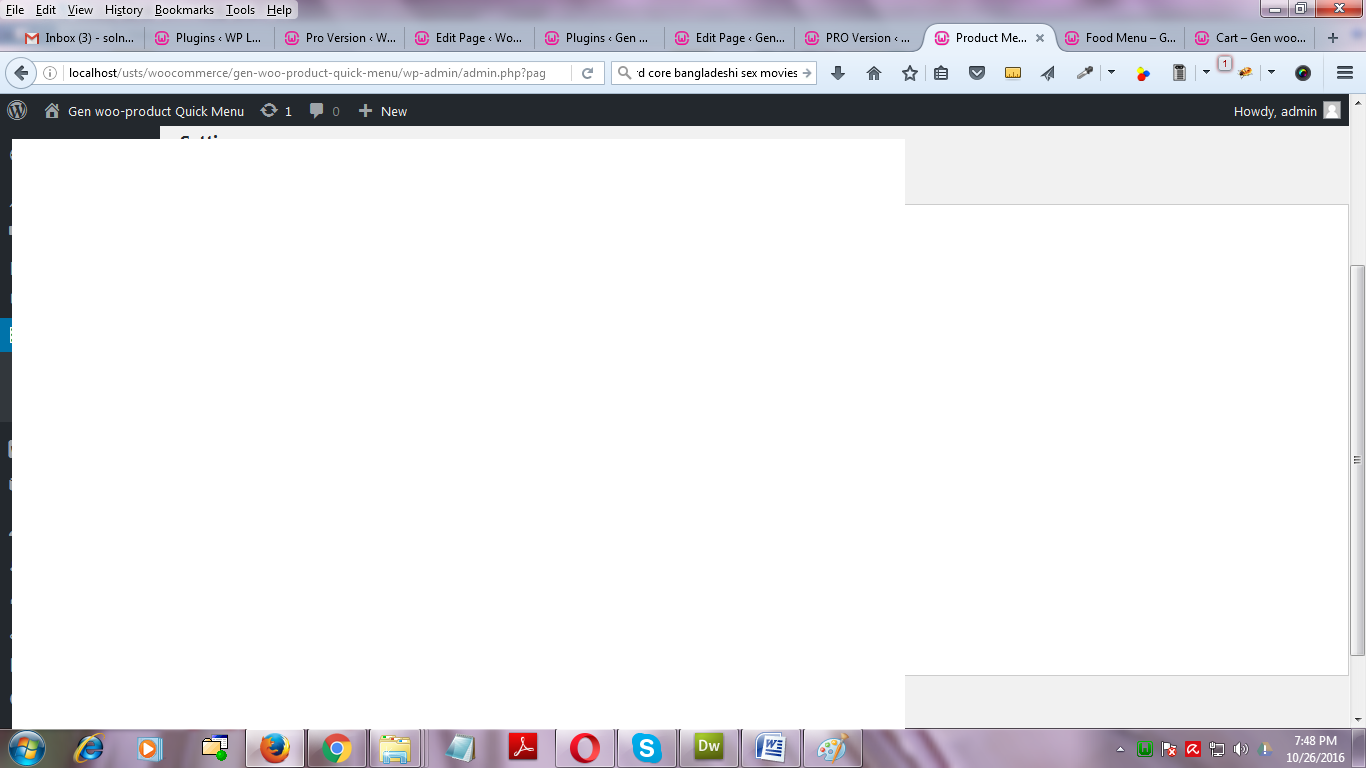 File Edit View History Bookmarks Tools Help
Inbox (3) - soln... Plugins ‹ WP L... Pro Version ‹ W... Edit Page ‹ Wo... Plugins ‹ Gen ... Edit Page ‹ Gen... PRO Version ‹ ... Product Me... Food Menu – G... Cart – Gen woo...
localhost/usts/woocommerce/gen-woo-product-quick-menu/wp-admin/admin.php?pag core bangladeshi sex movies 1
Gen woo-product Quick Menu 1 0 New Howdy, admin
Dw W
7:48 PM
10/26/2016